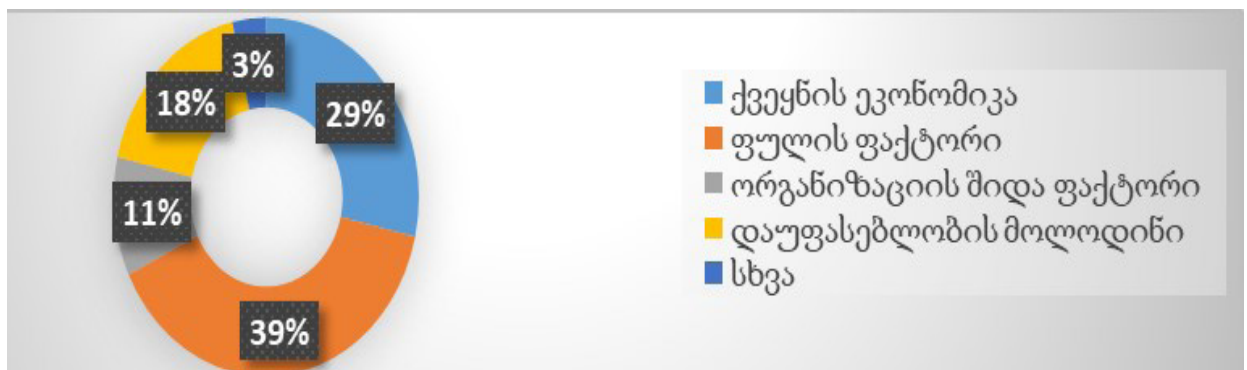 3%
29%
18%
11%
39%
ქვეყნის ეკონომიკა
ფულის ფაქტორი
ორგანიზაციის შიდა ფაქტორი
დაუფასებლობის მოლოდინი
სხვა